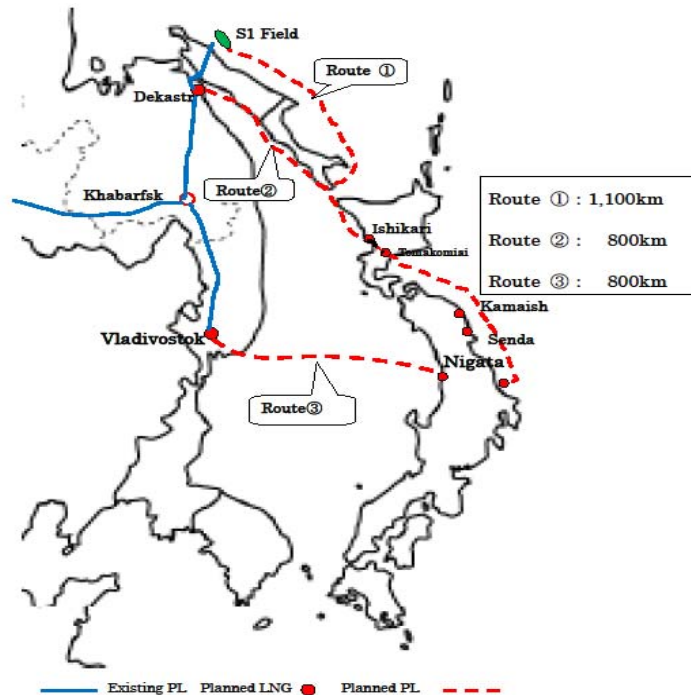 S1 Field
Route ①
Dekastr
Route②
Khabarfsk
Route ① : 1,100km
Route ② : 800km
Route ③ : 800km
Ishikari
Tomakomiai
Kamaish
Senda
Vladivostok
Nigata
Route③
Existing PL Planned LNG Planned PL